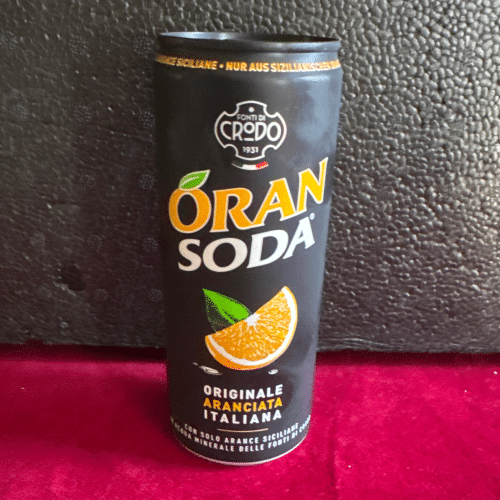 ARANCE SICILIANE • NUR AUS SIZILIANISCHEN
FONTI DI
CRODO
1931
ORAN
SODA®
ORIGINALE
ARANCIATA
ITALIANA
CON SOLO ARANCE SICILIANE
ACQUA MINERALE DELLE FONTI DI